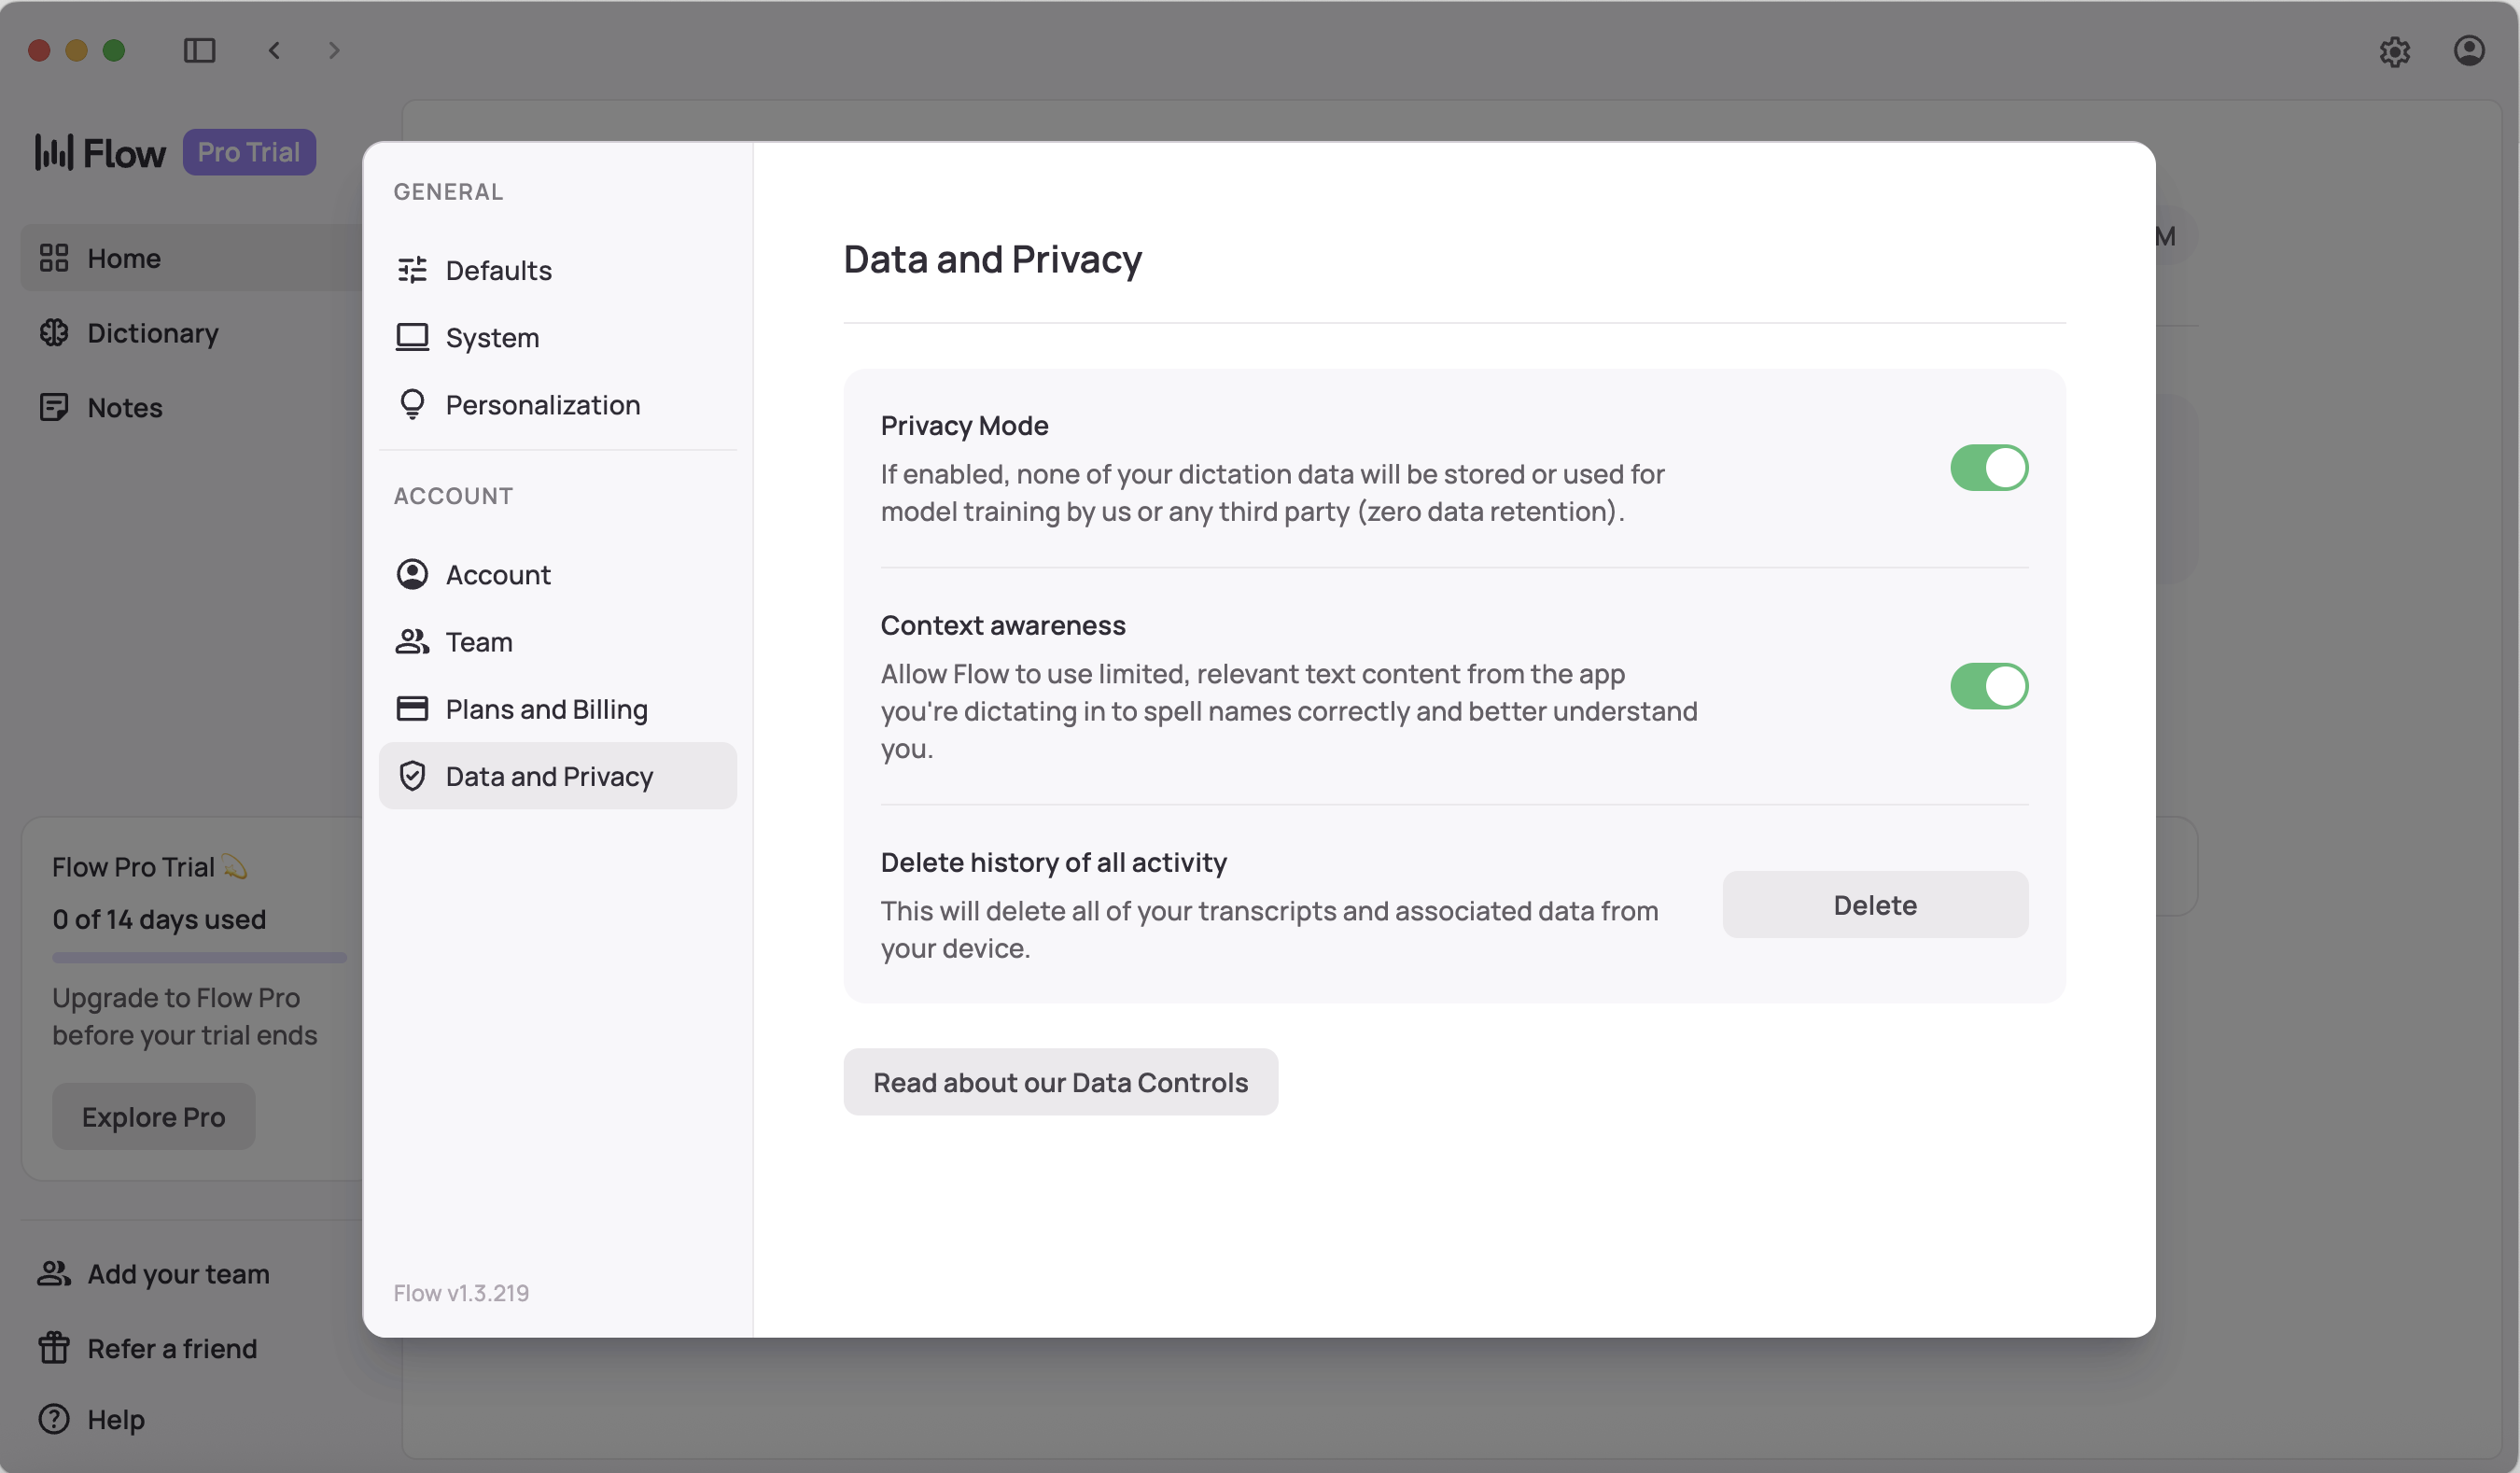 Flow Pro Trial
Home
Dictionary
Notes
Flow Pro Trial 💫
0 of 14 days used
Upgrade to Flow Pro
before your trial ends
Explore Pro
Add your team
Refer a friend
Help
GENERAL
Defaults
System
Personalization
ACCOUNT
Account
Team
Plans and Billing
Data and Privacy
Flow v1.3.219
Data and Privacy
Privacy Mode
If enabled, none of your dictation data will be stored or used for
model training by us or any third party (zero data retention).
Context awareness
Allow Flow to use limited, relevant text content from the app
you're dictating in to spell names correctly and better understand
you.
Delete history of all activity
This will delete all of your transcripts and associated data from
your device.
Delete
Read about our Data Controls
M